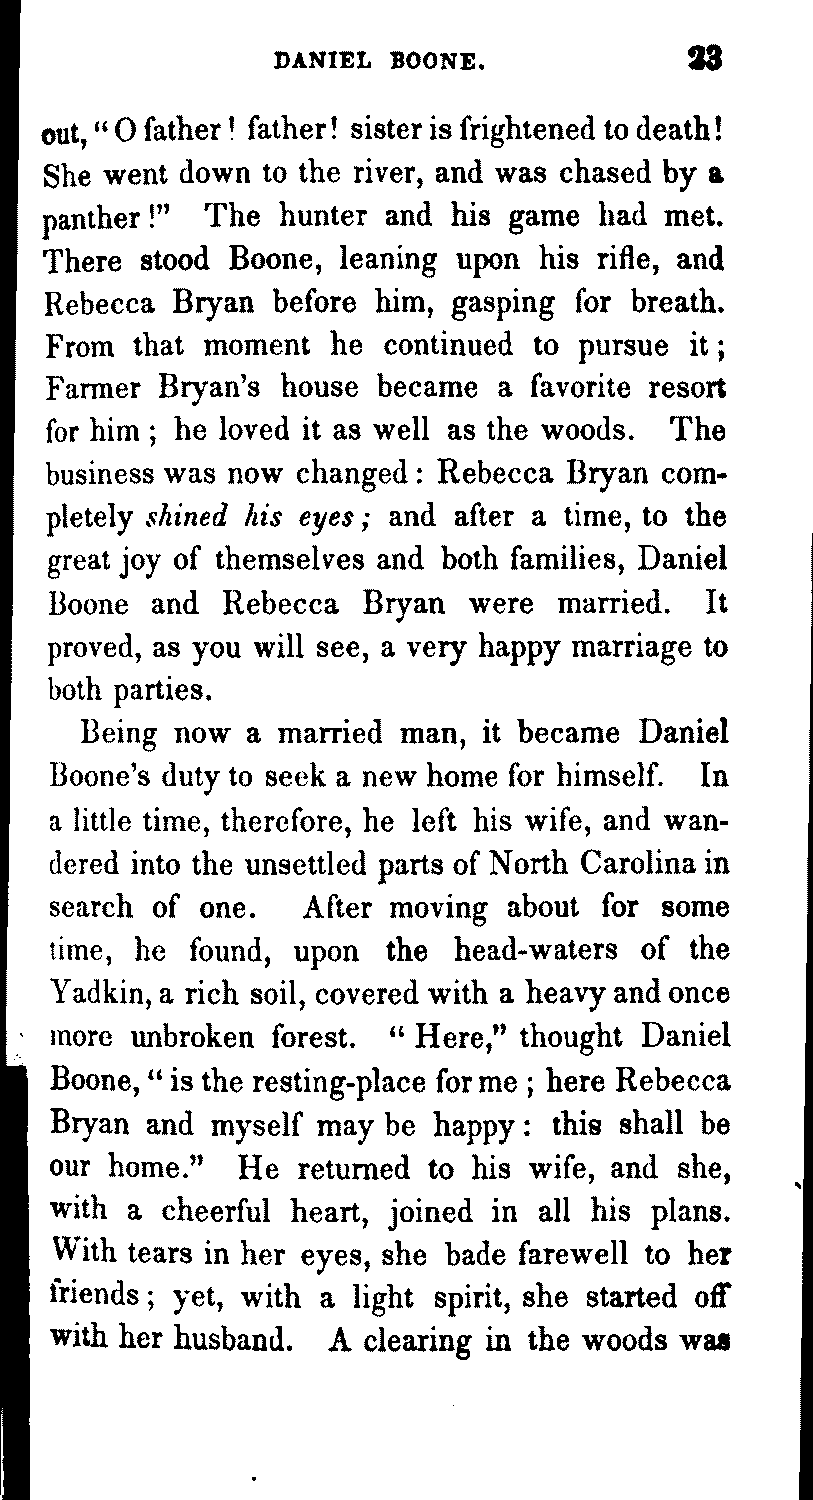 DANIEL BOONE. 23
out, “O father! father! sister is frightened to death!
She went down to the river, and was chased by a
panther!” The hunter and his game had met.
There stood Boone, leaning upon his rifle, and
Rebecca Bryan before him, gasping for breath.
From that moment he continued to pursue it;
Farmer Bryan’s house became a favorite resort
for him; he loved it as well as the woods. The
business was now changed: Rebecca Bryan com-
pletely shined his eyes; and after a time, to the
great joy of themselves and both families, Daniel
Boone and Rebecca Bryan were married. It
proved, as you will see, a very happy marriage to
both parties.
Being now a married man, it became Daniel
Boone’s duty to seek a new home for himself. In
a little time, therefore, he left his wife, and wan-
dered into the unsettled parts of North Carolina in
search of one. After moving about for some
time, he found, upon the head-waters of the
Yadkin, a rich soil, covered with a heavy and once
more unbroken forest. “Here,” thought Daniel
Boone, “is the resting-place for me; here Rebecca
Bryan and myself may be happy: this shall be
our home.” He returned to his wife, and she,
with a cheerful heart, joined in all his plans.
With tears in her eyes, she bade farewell to her
friends; yet, with a light spirit, she started off
with her husband. A clearing in the woods was